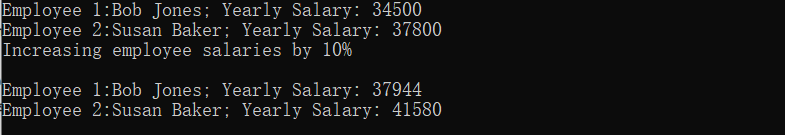 Employee 1:Bob Jones; Yearly Salary: 34500
Employee 2:Susan Baker; Yearly Salary: 37800
Increasing employee salaries by 10%
Employee 1:Bob Jones; Yearly Salary: 37944
Employee 2:Susan Baker; Yearly Salary: 41580